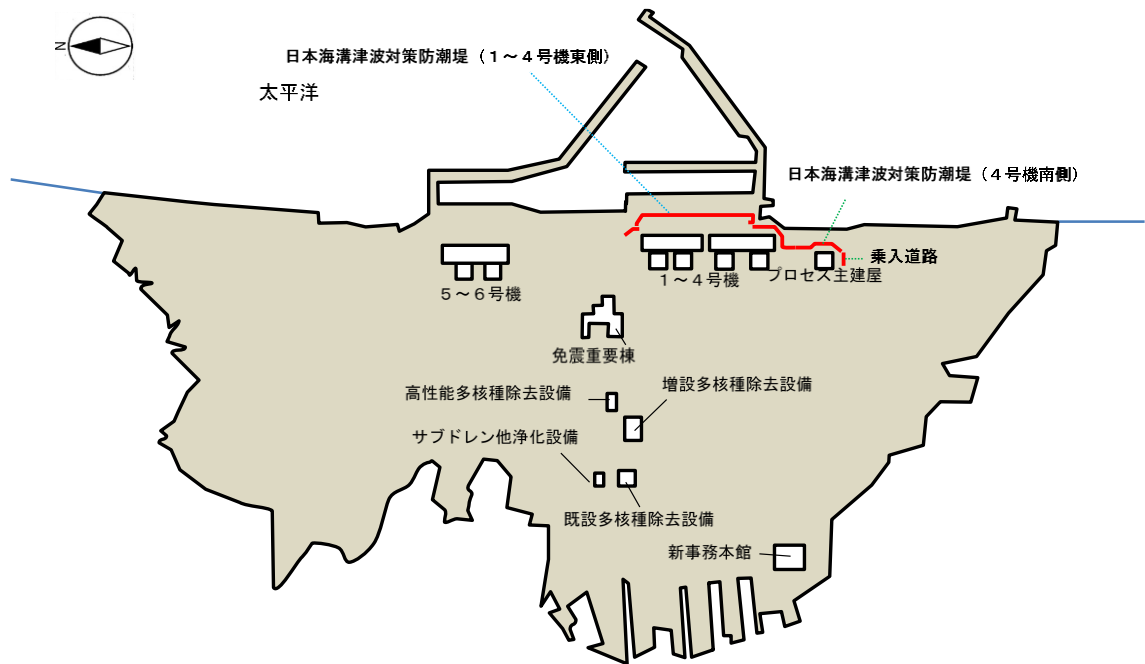 N
日本海溝津波対策防潮堤（１～４号機東側）
太平洋
日本海溝津波対策防潮堤（４号機南側）
乗入道路
プロセス主建屋
１～４号機
５～６号機
免震重要棟
高性能多核種除去設備
増設多核種除去設備
サブドレン他浄化設備
既設多核種除去設備
新事務本館